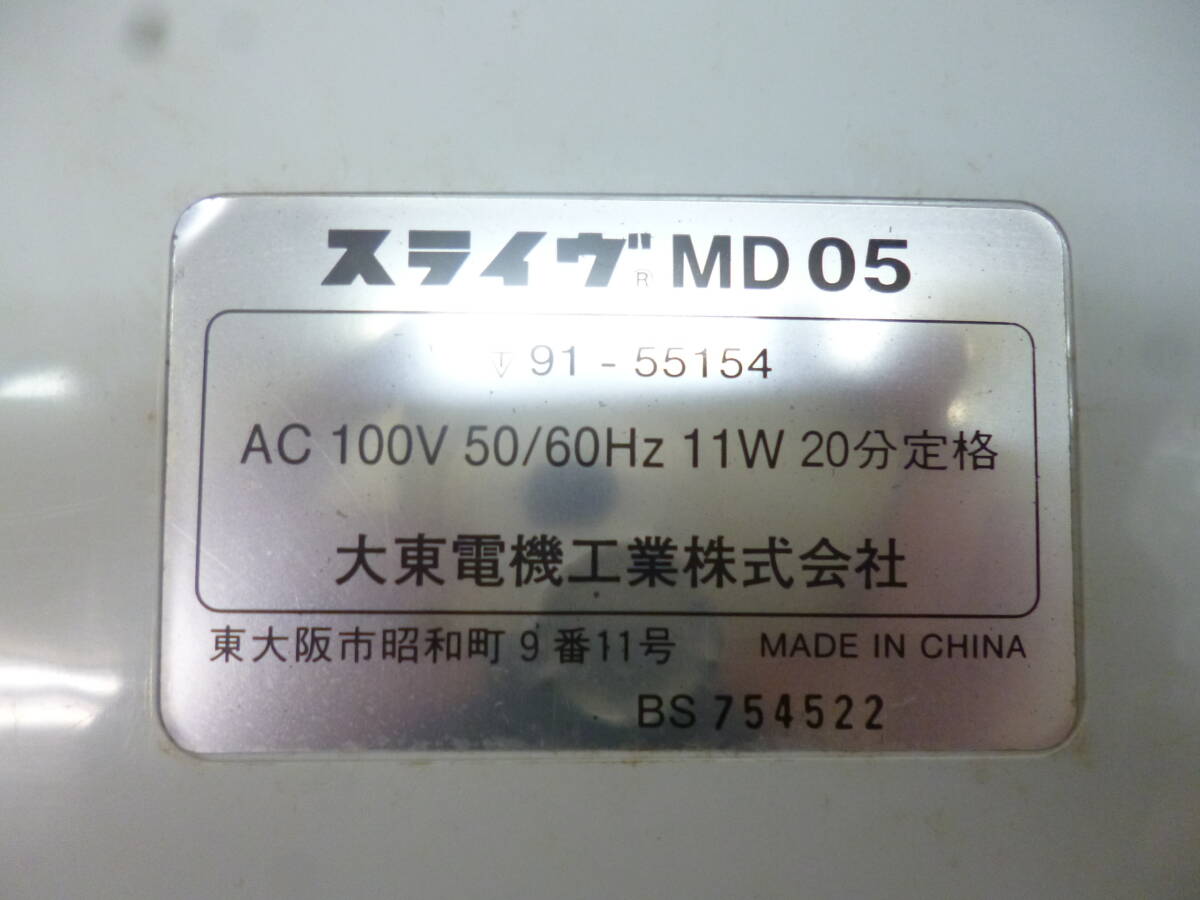 スライヴ® MD 05
〒 91-55154
AC 100V 50/60Hz 11W 20分定格
大東電機工業株式会社
東大阪市昭和町9番11号 MADE IN CHINA
BS 754522